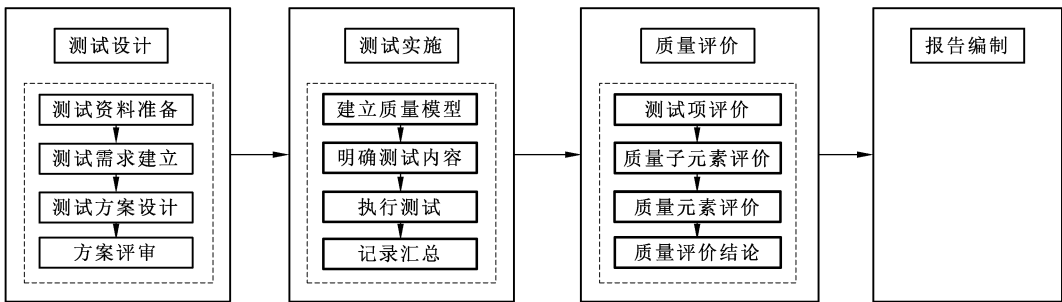 测试设计
测试资料准备
测试需求建立
测试方案设计
方案评审
测试实施
建立质量模型
明确测试内容
执行测试
记录汇总
质量评价
测试项评价
质量子元素评价
质量元素评价
质量评价结论
报告编制